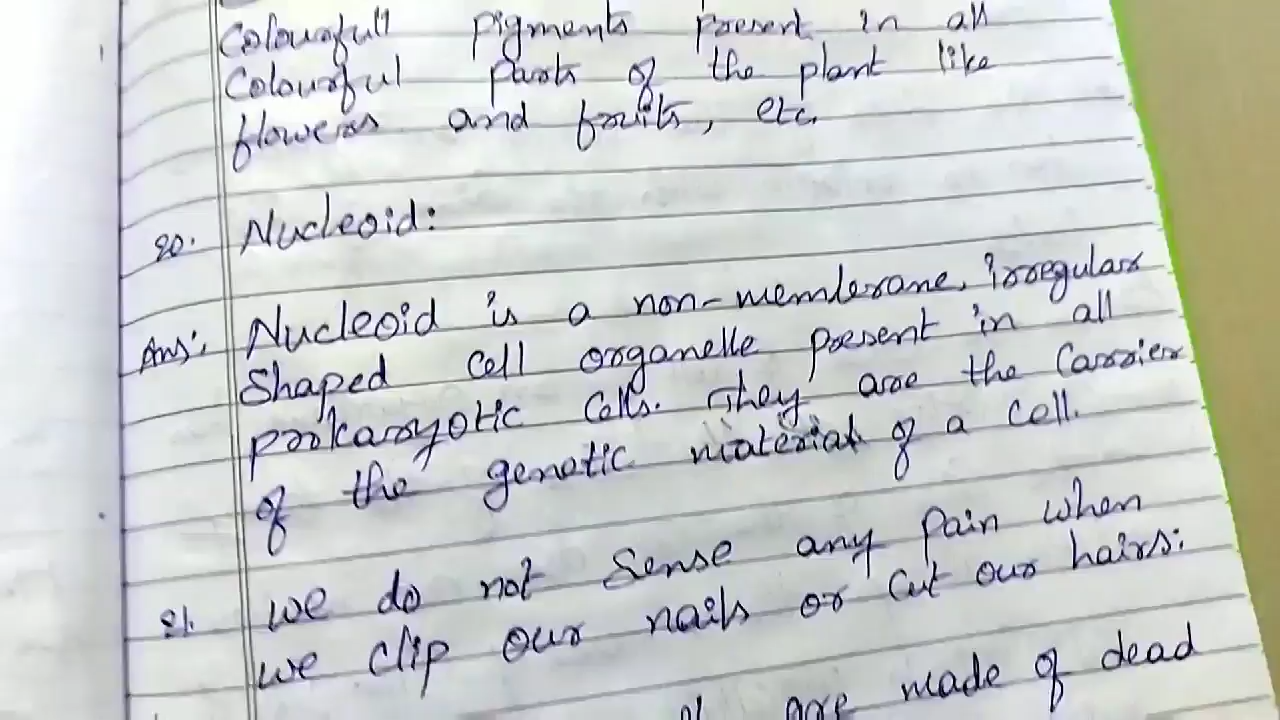 Colourfull pigments present in all
Colourful parts of the plant like
flowers and fruits, etc.
20. Nucleoid:
Ans: Nucleoid is a non-membrane, irregular
Shaped cell organelle present in all
prokaryotic Cells. They are the Carrier
of the genetic material of a cell.
21. We do not sense any pain when
we clip our nails or cut our hairs:
are made of dead